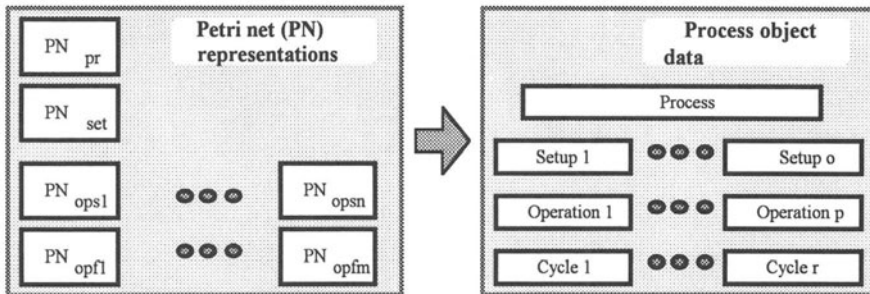 Petri net (PN)
representations
PN pr
PN set
PN ops1 PN opsn
PN opf1 PN opfm
Process object
data
Process
Setup 1 Setup o
Operation 1 Operation p
Cycle 1 Cycle r